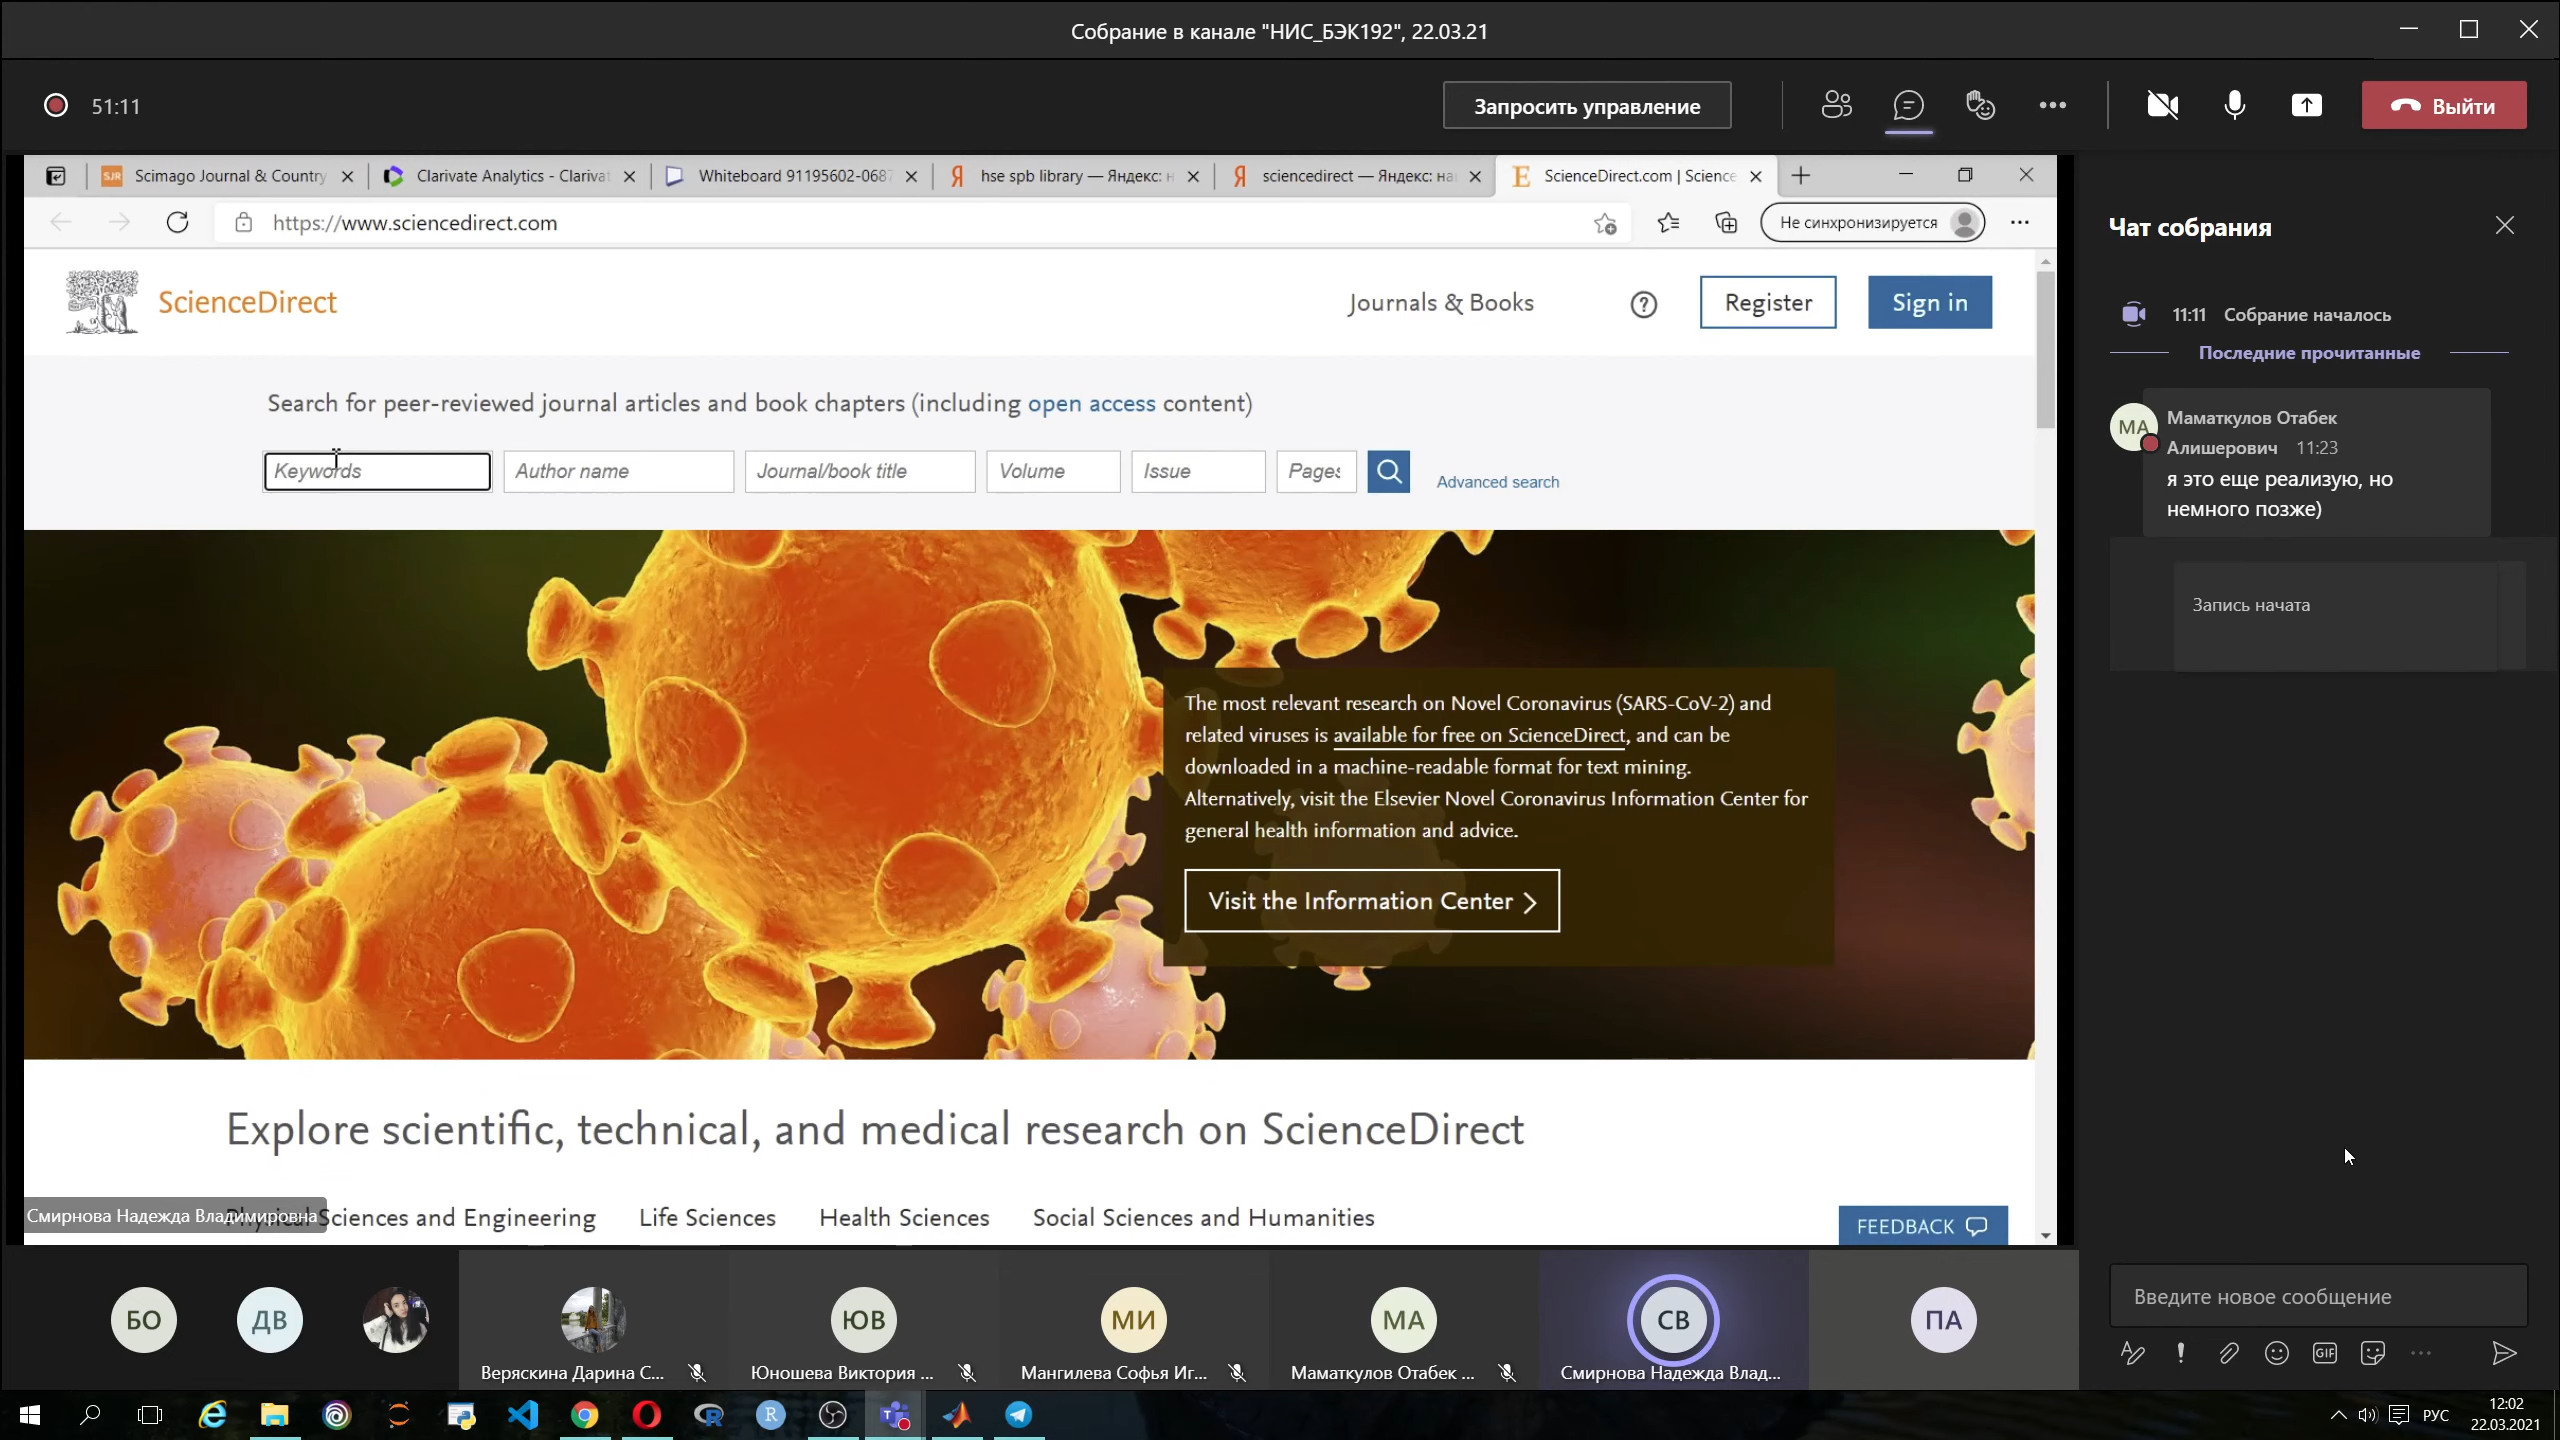 Собрание в канале "НИС_БЭК192", 22.03.21
51:11
Запросить управление
Выйти
SJR Scimago Journal & Country
Clarivate Analytics - Clarivat
Whiteboard 91195602-0687
hse spb library — Яндекс: н
sciencedirect — Яндекс: на
ScienceDirect.com | Science
https://www.sciencedirect.com
Не синхронизируется
ScienceDirect
Journals & Books
Register
Sign in
Search for peer-reviewed journal articles and book chapters (including open access content)
Keywords
Author name
Journal/book title
Volume
Issue
Pages
Advanced search
The most relevant research on Novel Coronavirus (SARS-CoV-2) and
related viruses is available for free on ScienceDirect, and can be
downloaded in a machine-readable format for text mining.
Alternatively, visit the Elsevier Novel Coronavirus Information Center for
general health information and advice.
Visit the Information Center
Explore scientific, technical, and medical research on ScienceDirect
Physical Sciences and Engineering
Life Sciences
Health Sciences
Social Sciences and Humanities
FEEDBACK
Смирнова Надежда Владимировна
Чат собрания
11:11 Собрание началось
Последние прочитанные
МА
Маматкулов Отабек
Алишерович 11:23
я это еще реализую, но
немного позже)
Запись начата
Введите новое сообщение
GIF
БО
ДВ
Веряскина Дарина С...
ЮВ
Юношева Виктория ...
МИ
Мангилева Софья Иг...
МА
Маматкулов Отабек ...
СВ
Смирнова Надежда Влад...
ПА
РУС
12:02
22.03.2021